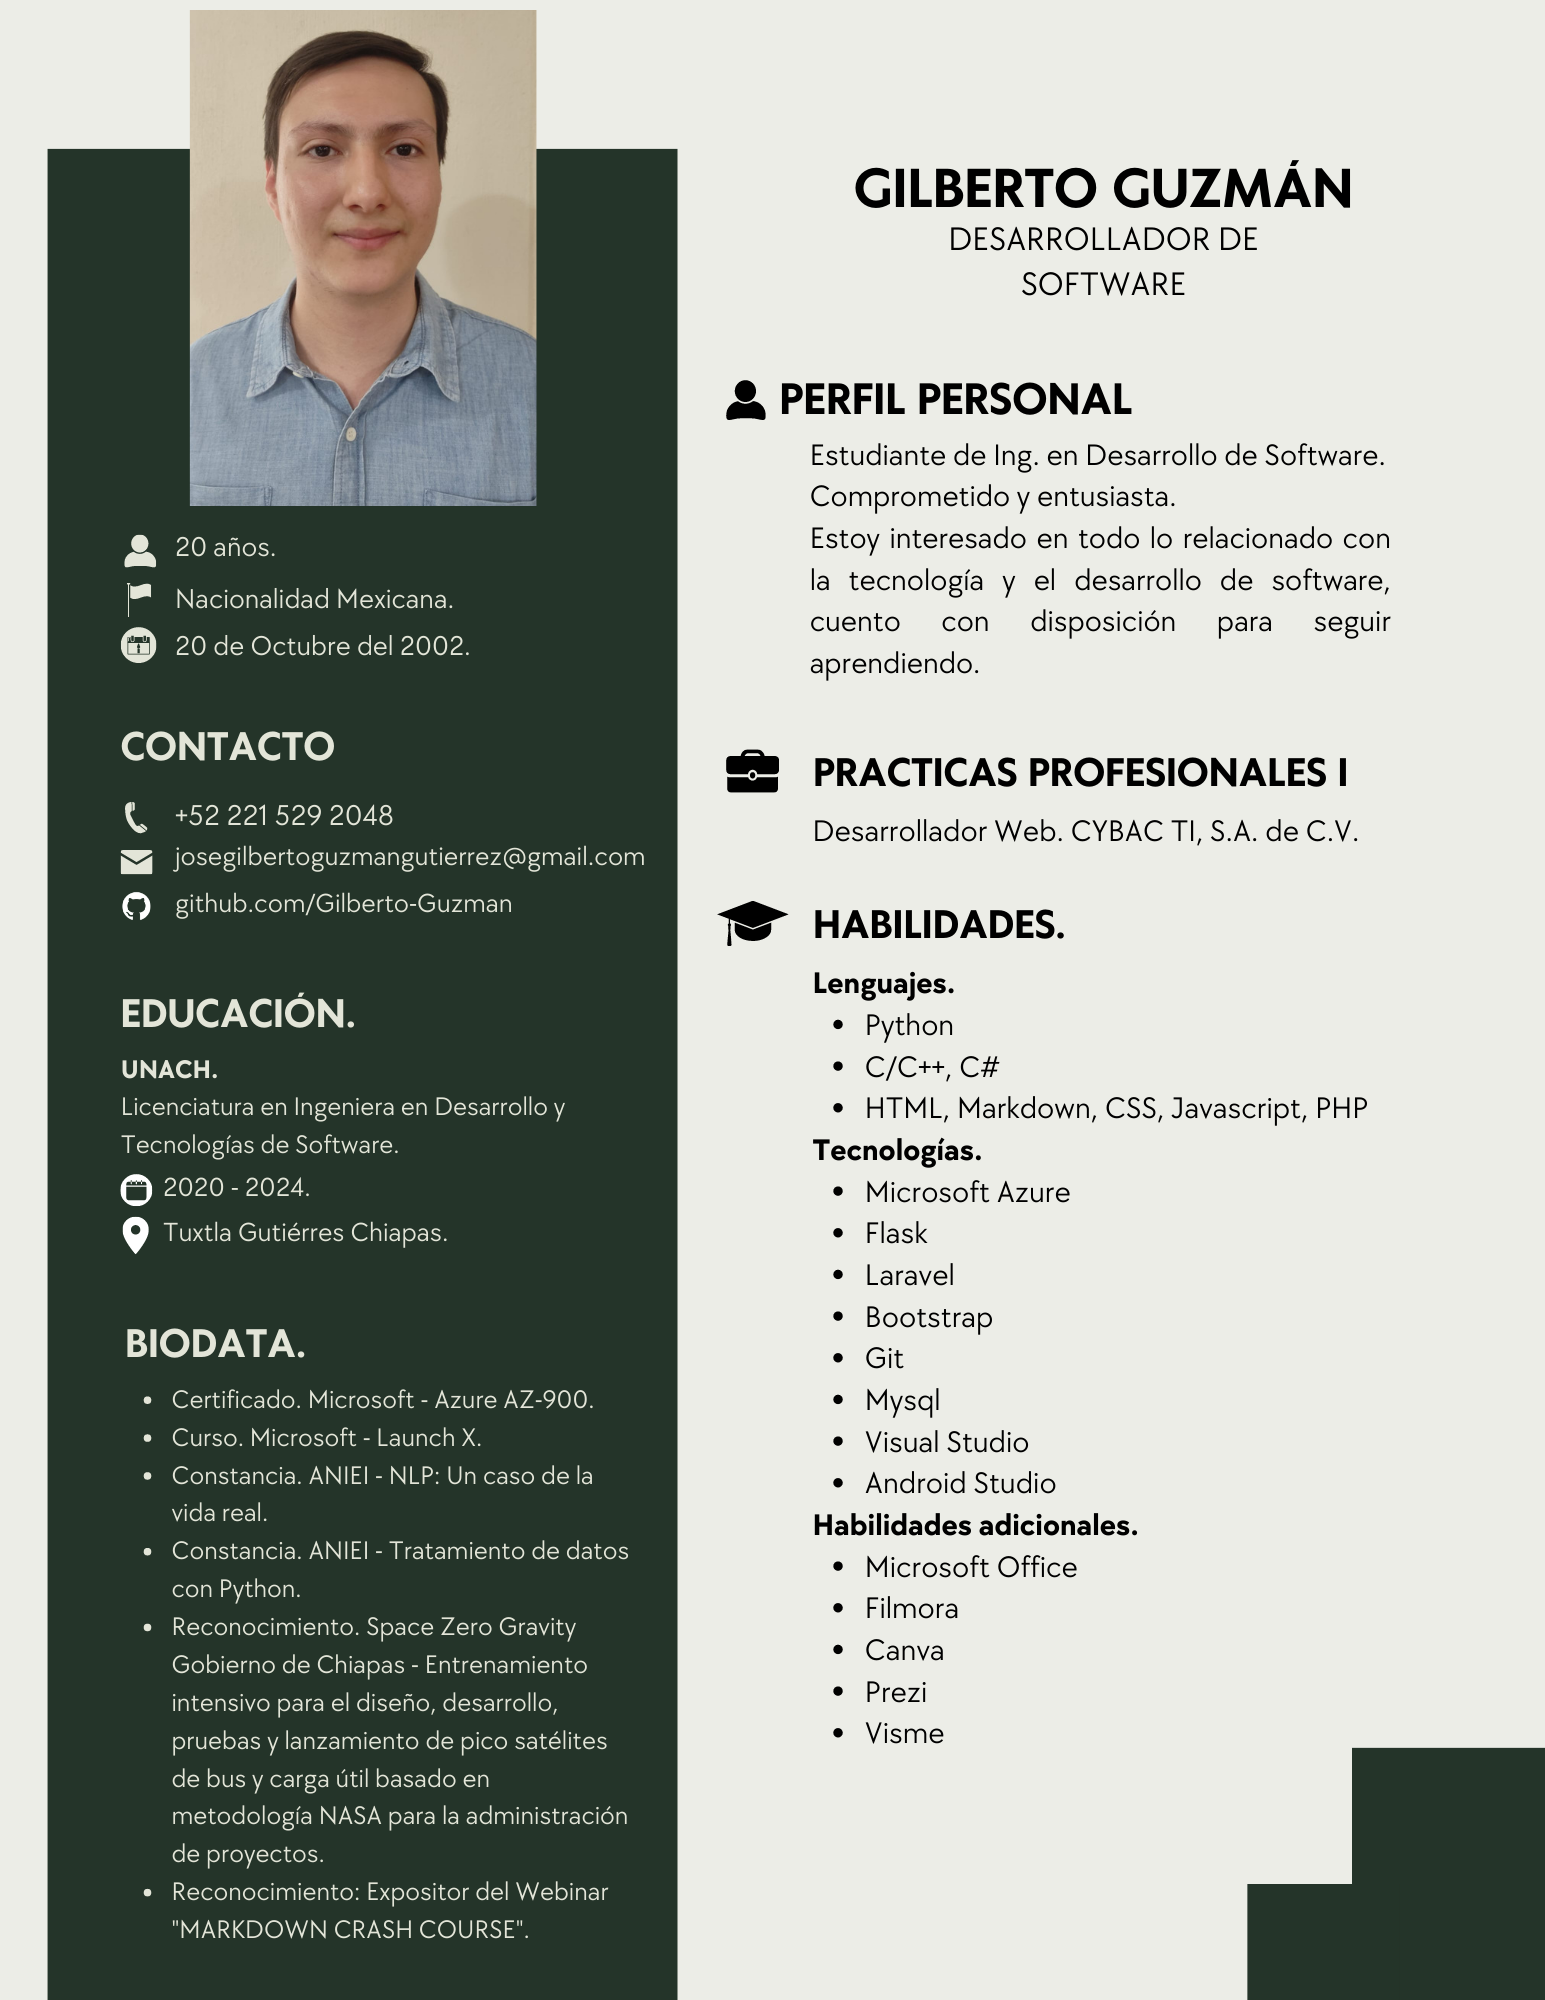 20 años.
Nacionalidad Mexicana.
20 de Octubre del 2002.
CONTACTO
+52 221 529 2048
josegilbertoguzmangutierrez@gmail.com
github.com/Gilberto-Guzman
EDUCACIÓN.
UNACH.
Licenciatura en Ingeniera en Desarrollo y
Tecnologías de Software.
2020 - 2024.
Tuxtla Gutiérres Chiapas.
BIODATA.
• Certificado. Microsoft - Azure AZ-900.
• Curso. Microsoft - Launch X.
• Constancia. ANIEI - NLP: Un caso de la
vida real.
• Constancia. ANIEI - Tratamiento de datos
con Python.
• Reconocimiento. Space Zero Gravity
Gobierno de Chiapas - Entrenamiento
intensivo para el diseño, desarrollo,
pruebas y lanzamiento de pico satélites
de bus y carga útil basado en
metodología NASA para la administración
de proyectos.
• Reconocimiento: Expositor del Webinar
"MARKDOWN CRASH COURSE".
GILBERTO GUZMÁN
DESARROLLADOR DE
SOFTWARE
PERFIL PERSONAL
Estudiante de Ing. en Desarrollo de Software.
Comprometido y entusiasta.
Estoy interesado en todo lo relacionado con
la tecnología y el desarrollo de software,
cuento con disposición para seguir
aprendiendo.
PRACTICAS PROFESIONALES I
Desarrollador Web. CYBAC TI, S.A. de C.V.
HABILIDADES.
Lenguajes.
• Python
• C/C++, C#
• HTML, Markdown, CSS, Javascript, PHP
Tecnologías.
• Microsoft Azure
• Flask
• Laravel
• Bootstrap
• Git
• Mysql
• Visual Studio
• Android Studio
Habilidades adicionales.
• Microsoft Office
• Filmora
• Canva
• Prezi
• Visme